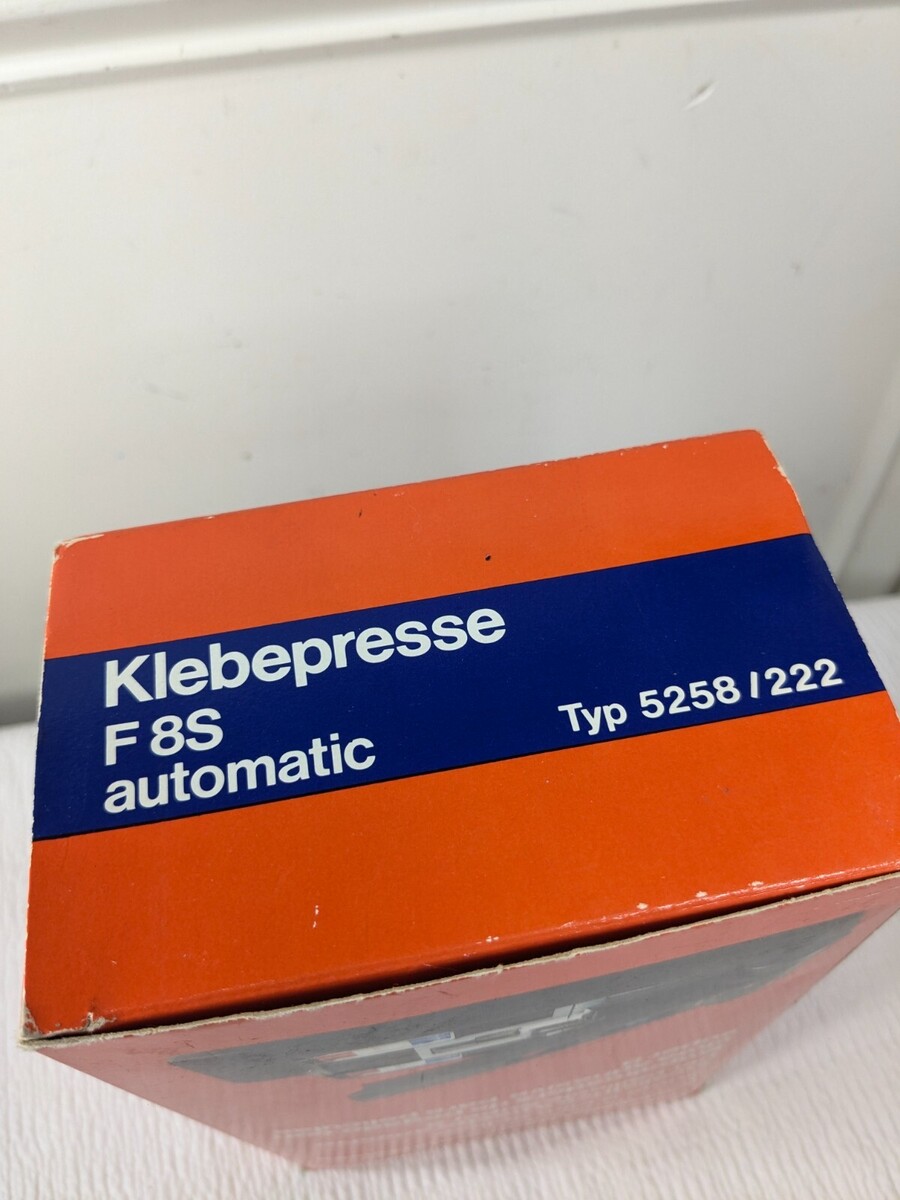 Klebepresse
F 8S
automatic
Typ 5258/222